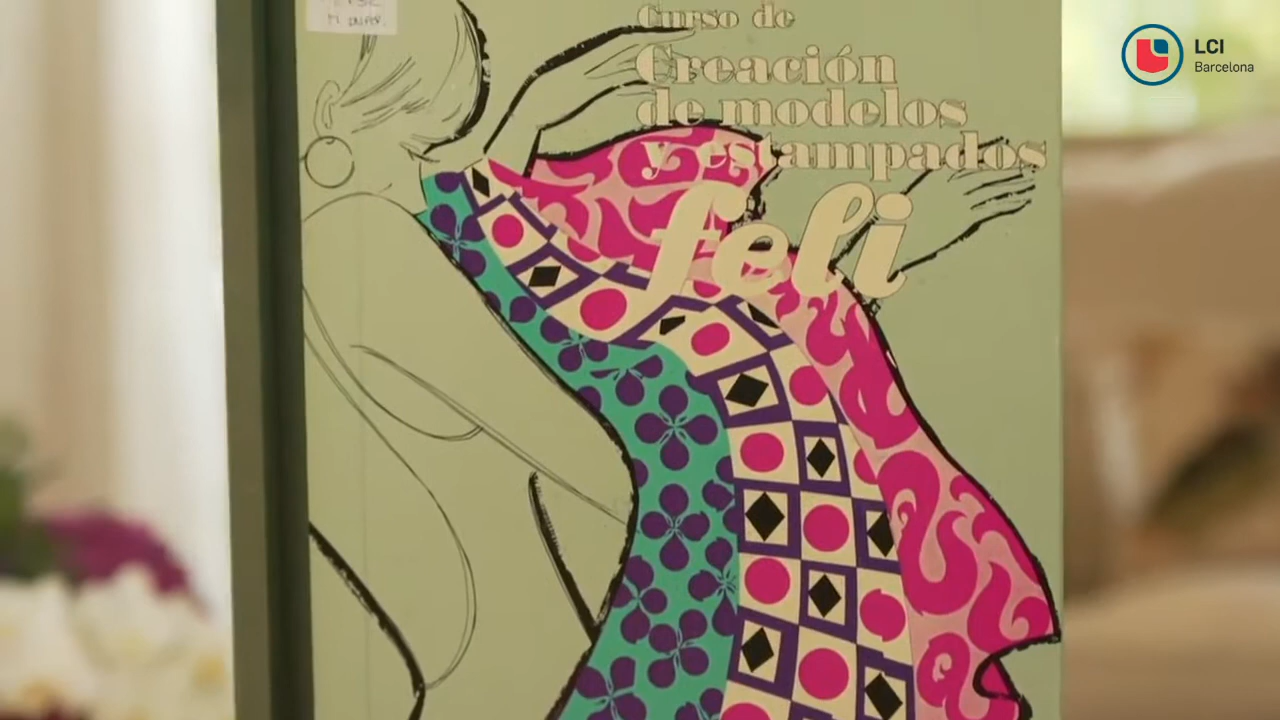 Curso de
Creación
de modelos
y estampados
feli
LCI
Barcelona